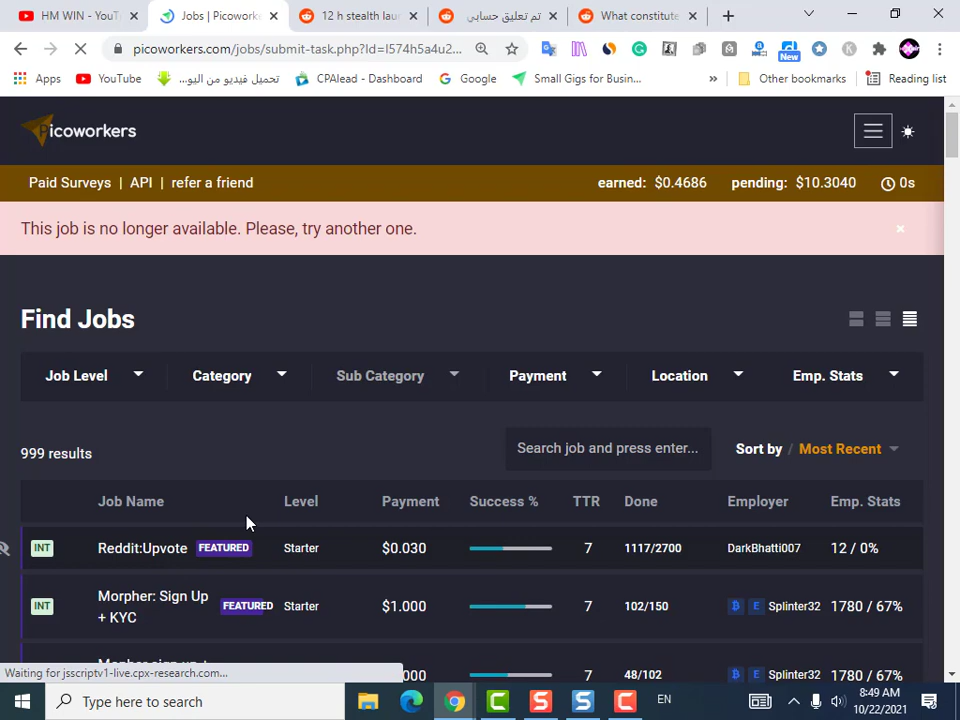 HM WIN - YouT
Jobs | Picowork
12 h stealth lau
تم تعليق حسابي
What constitute
picoworkers.com/jobs/submit-task.php?Id=I574h5a4u2...
Apps
YouTube
تحميل فيديو من اليو...
CPAlead - Dashboard
Google
Small Gigs for Busin...
»
Other bookmarks
Reading list
New
Picoworkers
Paid Surveys | API | refer a friend
earned: $0.4686 pending: $10.3040 0s
This job is no longer available. Please, try another one.
×
Find Jobs
Job Level Category Sub Category Payment Location Emp. Stats
999 results
Search job and press enter...
Sort by / Most Recent
Job Name Level Payment Success % TTR Done Employer Emp. Stats
INT Reddit:Upvote FEATURED Starter $0.030 7 1117/2700 DarkBhatti007 12 / 0%
INT Morpher: Sign Up + KYC FEATURED Starter $1.000 7 102/150 E Splinter32 1780 / 67%
7 48/102 E Splinter32 1780 / 67%
Waiting for jsscriptv1-live.cpx-research.com...
Type here to search
EN
8:49 AM
10/22/2021